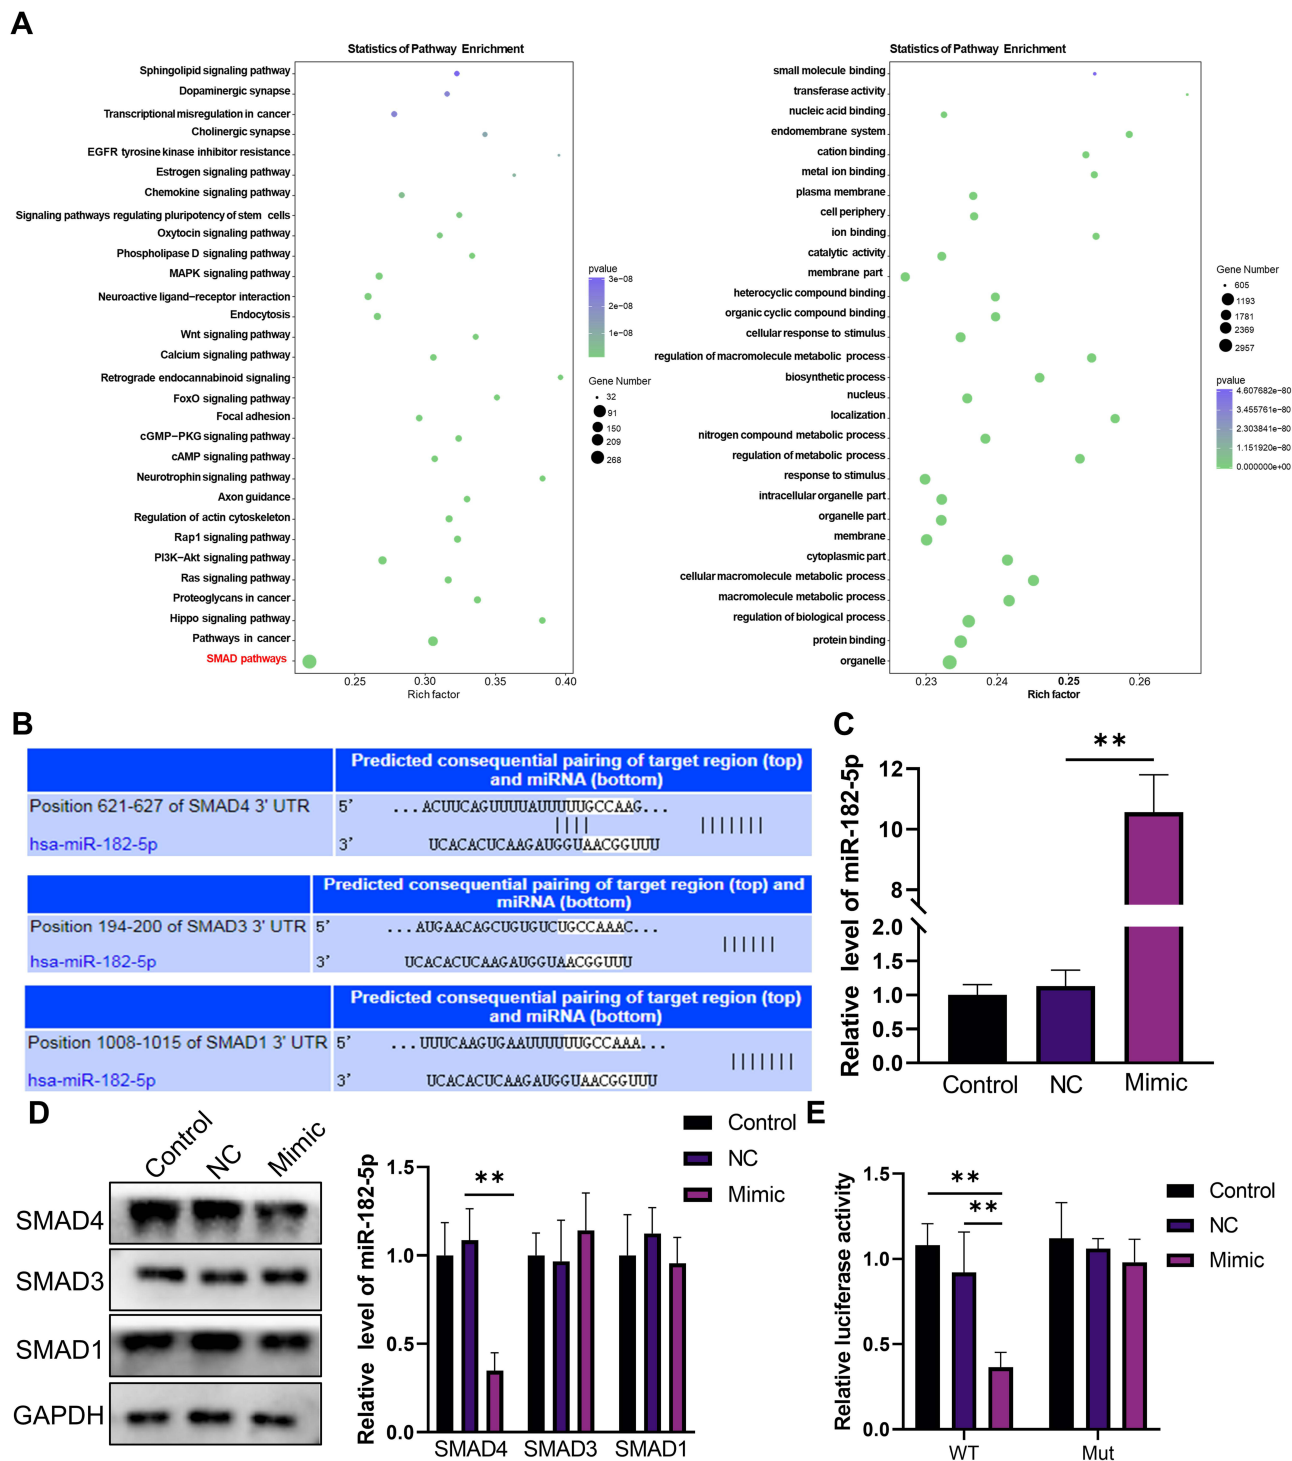 A
Statistics of Pathway Enrichment
Sphingolipid signaling pathway
Dopaminergic synapse
Transcriptional misregulation in cancer
Cholinergic synapse
EGFR tyrosine kinase inhibitor resistance
Estrogen signaling pathway
Chemokine signaling pathway
Signaling pathways regulating pluripotency of stem cells
Oxytocin signaling pathway
Phospholipase D signaling pathway
MAPK signaling pathway
Neuroactive ligand−receptor interaction
Endocytosis
Wnt signaling pathway
Calcium signaling pathway
Retrograde endocannabinoid signaling
FoxO signaling pathway
Focal adhesion
cGMP−PKG signaling pathway
cAMP signaling pathway
Neurotrophin signaling pathway
Axon guidance
Regulation of actin cytoskeleton
Rap1 signaling pathway
PI3K−Akt signaling pathway
Ras signaling pathway
Proteoglycans in cancer
Hippo signaling pathway
Pathways in cancer
SMAD pathways
0.25 0.30 0.35 0.40
Rich factor
pvalue
3e−08
2e−08
1e−08
Gene Number
32
91
150
209
268
Statistics of Pathway Enrichment
small molecule binding
transferase activity
nucleic acid binding
endomembrane system
cation binding
metal ion binding
plasma membrane
cell periphery
ion binding
catalytic activity
membrane part
heterocyclic compound binding
organic cyclic compound binding
cellular response to stimulus
regulation of macromolecule metabolic process
biosynthetic process
nucleus
localization
nitrogen compound metabolic process
regulation of metabolic process
response to stimulus
intracellular organelle part
organelle part
membrane
cytoplasmic part
cellular macromolecule metabolic process
macromolecule metabolic process
regulation of biological process
protein binding
organelle
0.23 0.24 0.25 0.26
Rich factor
Gene Number
605
1193
1781
2369
2957
pvalue
4.607682e−80
3.455761e−80
2.303841e−80
1.151920e−80
0.000000e+00
B
Predicted consequential pairing of target region (top)
and miRNA (bottom)
Position 621-627 of SMAD4 3' UTR 5' ...ACUUCAGUUUUAUUUUUGCCAAG...
hsa-miR-182-5p 3' UCACACUCAAGAUGGUAACGGUUU
Predicted consequential pairing of target region (top) and
miRNA (bottom)
Position 194-200 of SMAD3 3' UTR 5' ...AUGAACAGCUGUGUCUGCCAAAC...
hsa-miR-182-5p 3' UCACACUCAAGAUGGUAACGGUUU
Predicted consequential pairing of target region (top)
and miRNA (bottom)
Position 1008-1015 of SMAD1 3' UTR 5' ...UUUCAAGUGAAUUUUUUGCCAAA...
hsa-miR-182-5p 3' UCACACUCAAGAUGGUAACGGUUU
C
Relative level of miR-182-5p
12
10
8
2.0
1.5
1.0
0.5
0.0
**
Control NC Mimic
D
Control NC Mimic
SMAD4
SMAD3
SMAD1
GAPDH
Relative level of miR-182-5p
1.5
1.0
0.5
0.0
**
SMAD4 SMAD3 SMAD1
Control
NC
Mimic
E
Relative luciferase activity
1.5
1.0
0.5
0.0
**
**
WT Mut
Control
NC
Mimic